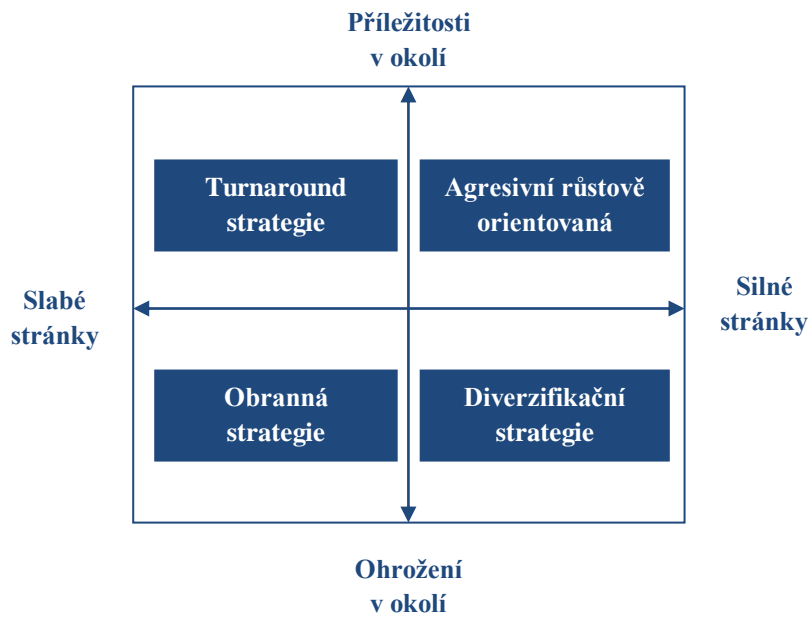 Příležitosti
v okolí
Turnaround
strategie
Agresivní růstově
orientovaná
Slabé
stránky
Silné
stránky
Obranná
strategie
Diverzifikační
strategie
Ohrožení
v okolí